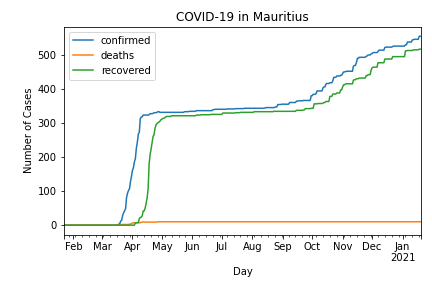 COVID-19 in Mauritius
confirmed
deaths
recovered
Number of Cases
500
400
300
200
100
0
Feb Mar Apr May Jun Jul Aug Sep Oct Nov Dec Jan
2021
Day